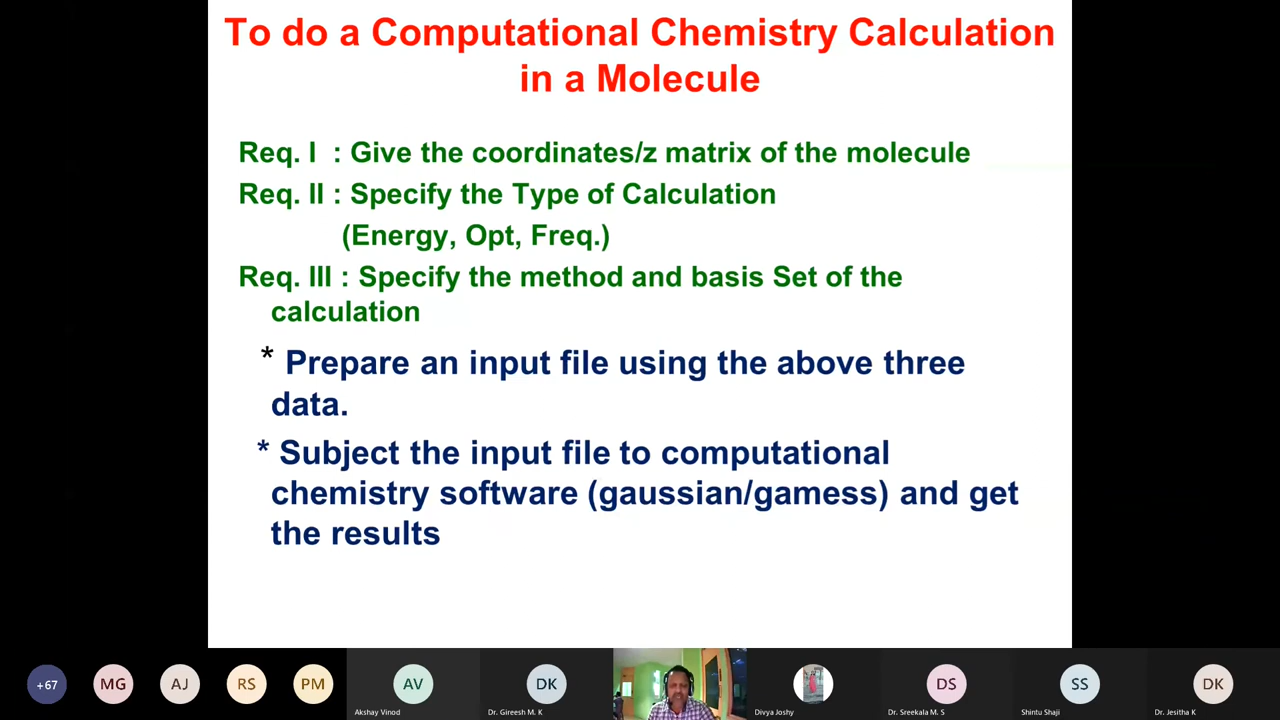 To do a Computational Chemistry Calculation
in a Molecule
Req. I : Give the coordinates/z matrix of the molecule
Req. II : Specify the Type of Calculation
(Energy, Opt, Freq.)
Req. III : Specify the method and basis Set of the
calculation
* Prepare an input file using the above three
data.
* Subject the input file to computational
chemistry software (gaussian/gamess) and get
the results
+67
MG
AJ
RS
PM
AV
DK
DS
SS
DK
Akshay Vinod
Dr. Gireesh M. K
Divya Joshy
Dr. Sreekala M. S
Shintu Shaji
Dr. Jesitha K